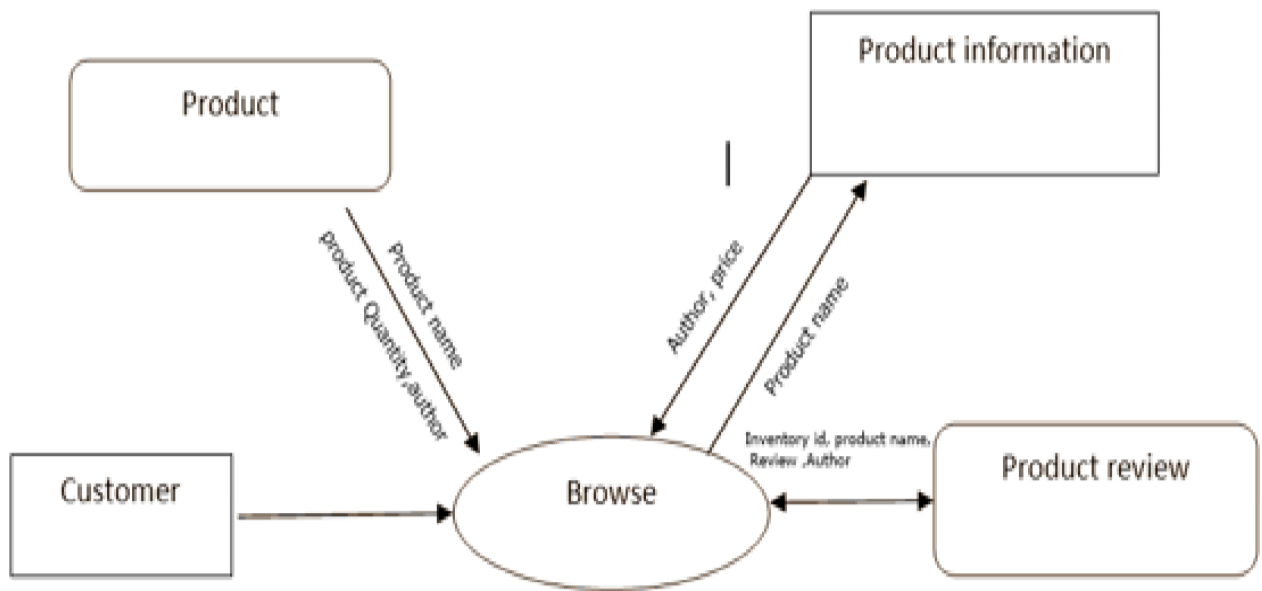 Product information
Product
Product name
product Quantity,author
Author, price
Product name
Inventory id, product name,
Review ,Author
Product review
Customer
Browse